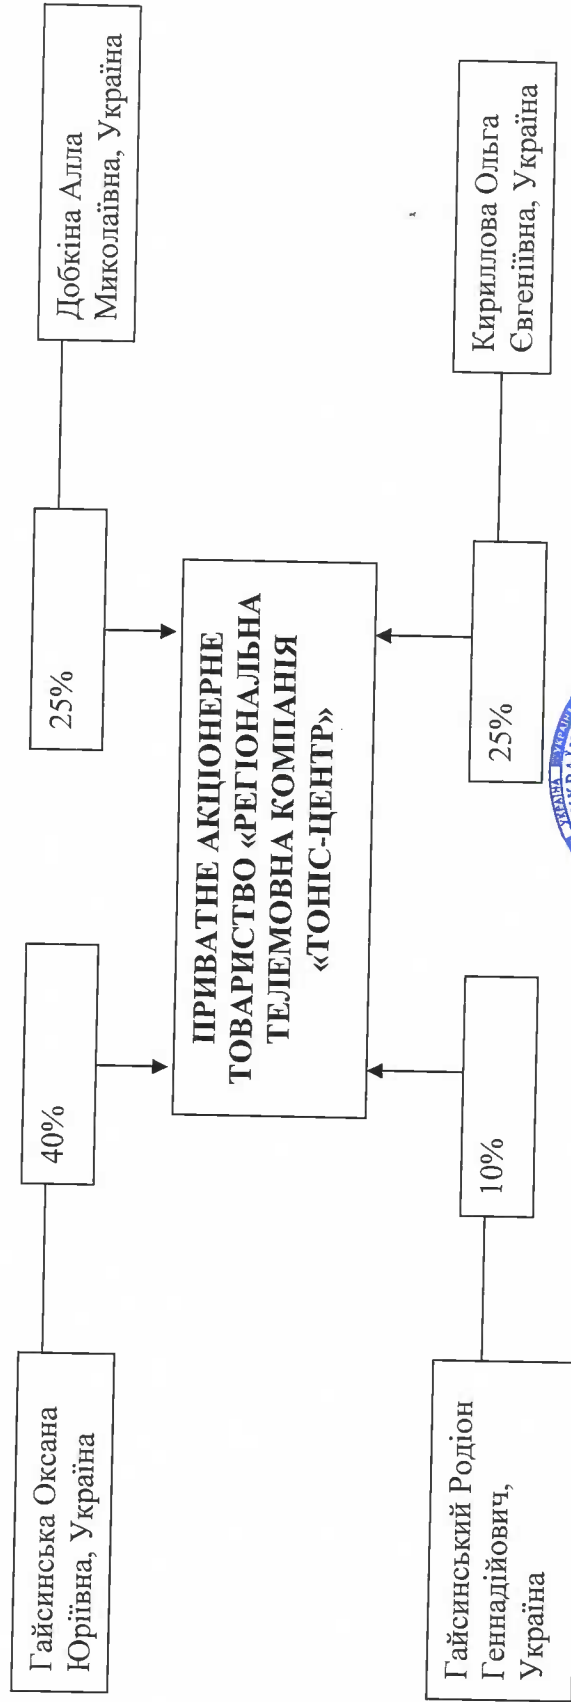 Гайсинська Оксана
Юріївна, Україна
40%
25%
Добкіна Алла
Миколаївна, Україна
ПРИВАТНЕ АКЦІОНЕРНЕ
ТОВАРИСТВО «РЕГІОНАЛЬНА
ТЕЛЕМОВНА КОМПАНІЯ
«ТОНІС-ЦЕНТР»
Гайсинський Родіон
Геннадійович,
Україна
10%
25%
Кириллова Ольга
Євгеніївна, Україна
УКРАЇНА